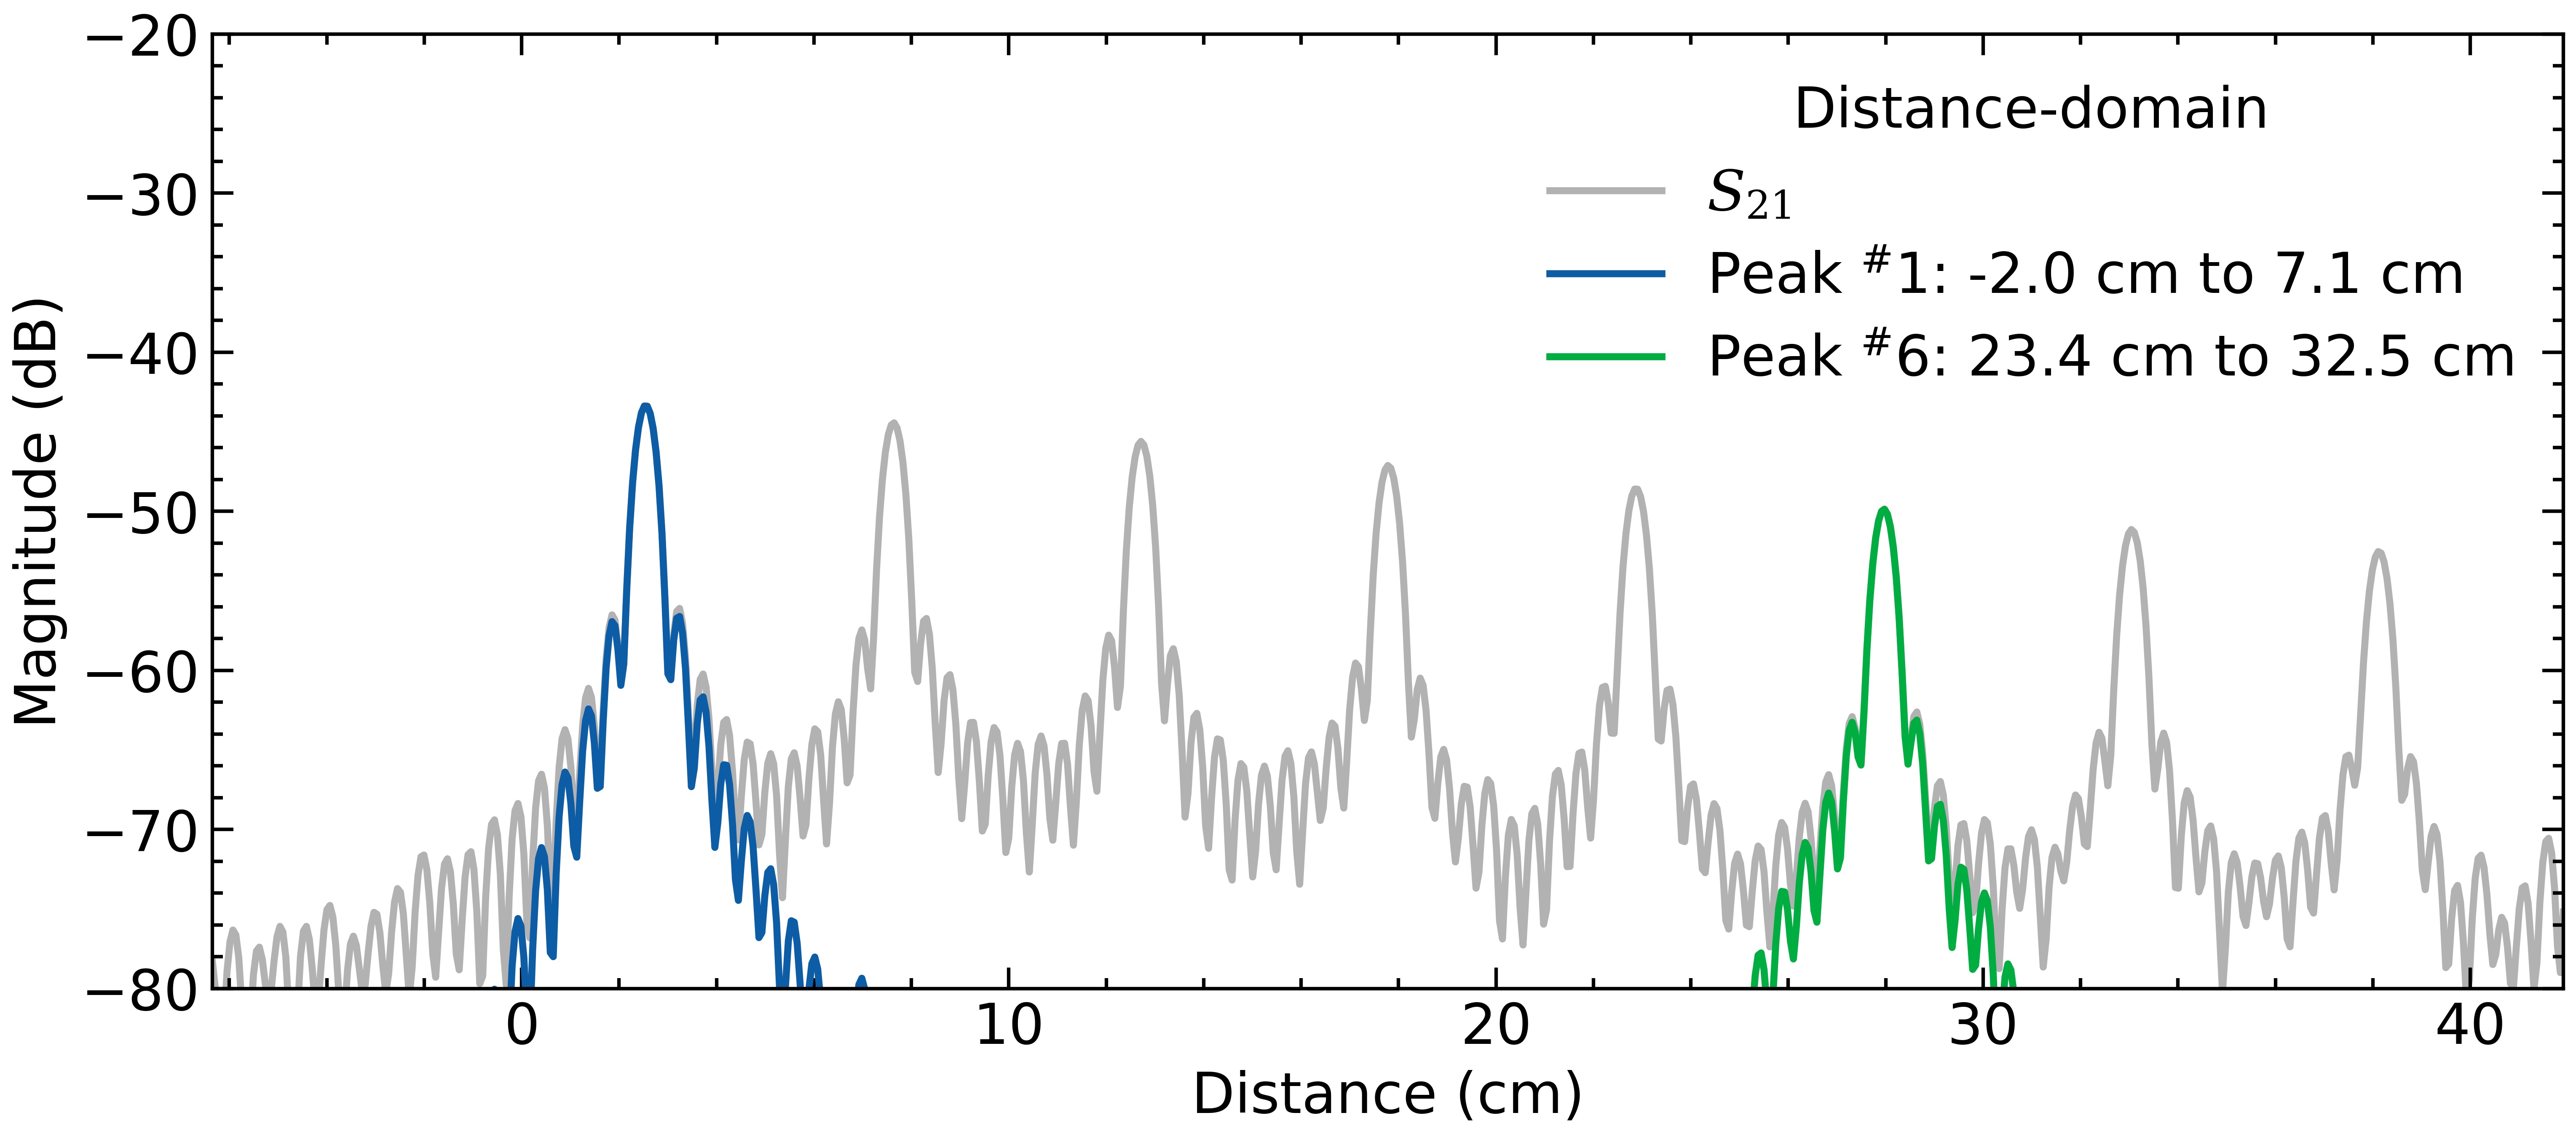 Distance-domain
S₂₁
Peak #1: -2.0 cm to 7.1 cm
Peak #6: 23.4 cm to 32.5 cm
Magnitude (dB)
−20
−30
−40
−50
−60
−70
−80
0 10 20 30 40
Distance (cm)